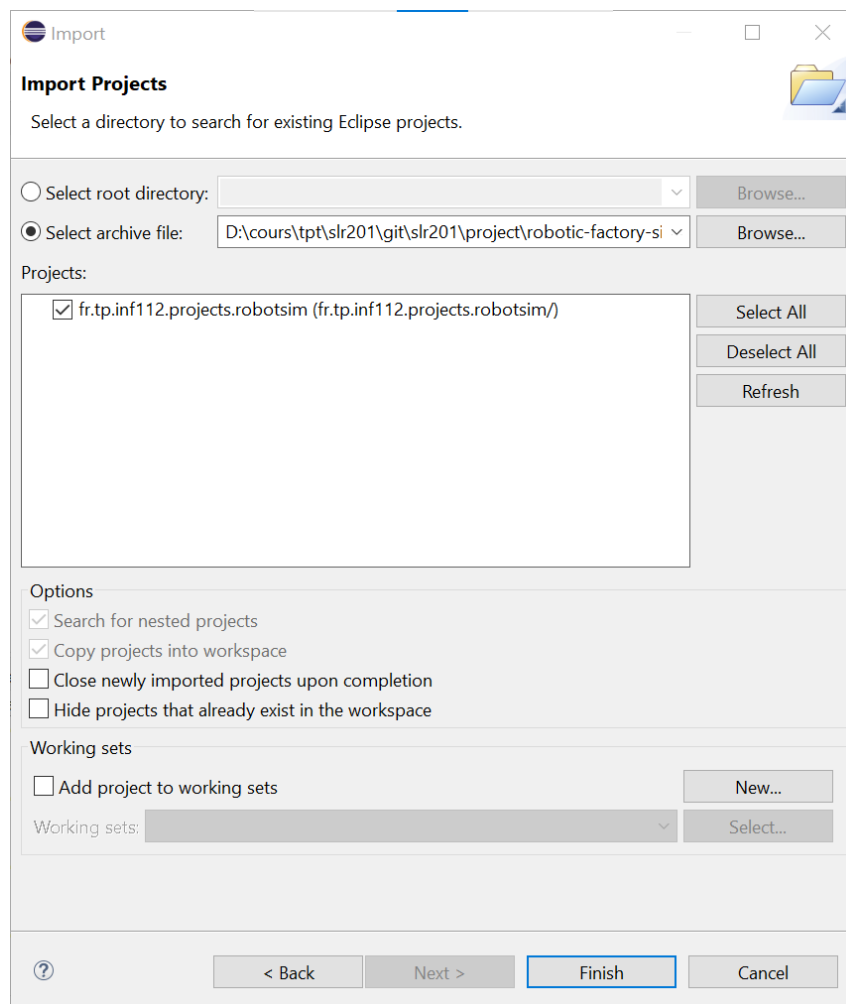 Import
Import Projects
Select a directory to search for existing Eclipse projects.
Select root directory:
Browse...
Select archive file:
D:\cours\tpt\slr201\git\slr201\project\robotic-factory-si
Browse...
Projects:
fr.tp.inf112.projects.robotsim (fr.tp.inf112.projects.robotsim/)
Select All
Deselect All
Refresh
Options
Search for nested projects
Copy projects into workspace
Close newly imported projects upon completion
Hide projects that already exist in the workspace
Working sets
Add project to working sets
New...
Working sets:
Select...
?
< Back
Next >
Finish
Cancel